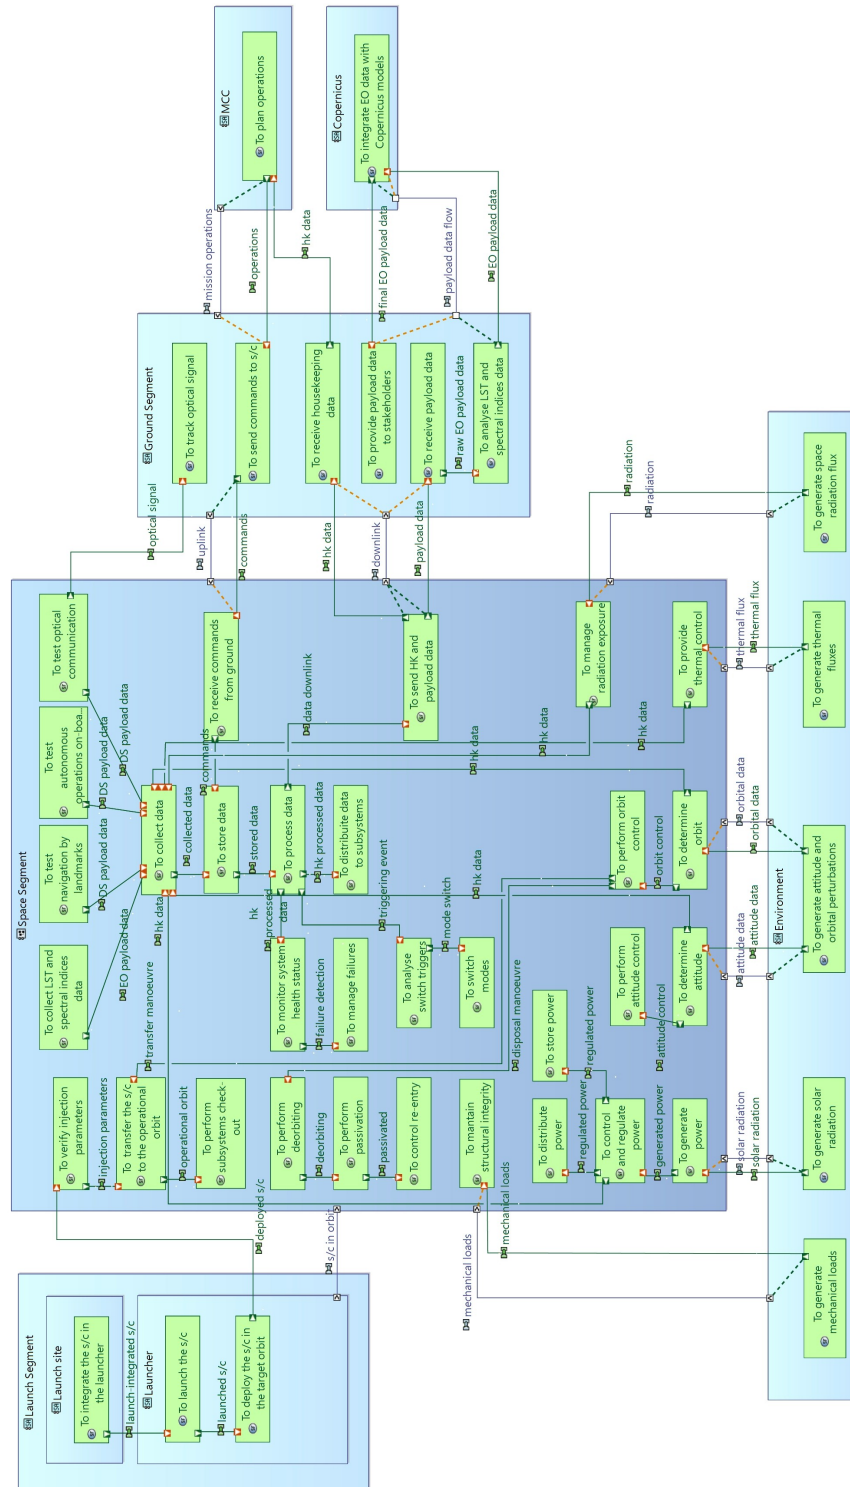 Launch Segment
Launch site
To integrate the s/c in
the launcher
launch-integrated s/c
Launcher
To launch the s/c
launched s/c
To deploy the s/c in
the target orbit
deployed s/c
s/c in orbit
mechanical loads
mechanical loads
Space Segment
To verify injection
parameters
injection parameters
To transfer the s/c
to the operational
orbit
transfer manoeuvre
operational orbit
To perform
subsystems check-
out
To perform
deorbiting
deorbiting
To perform
passivation
passivated
To control re-entry
disposal manoeuvre
To mantain
structural integrity
To distribute
power
To store power
regulated power
regulated power
To control
and regulate
power
generated power
To generate
power
To collect LST and
spectral indices
data
EO payload data
To test
navigation by
landmarks
DS payload data
To test
autonomous
operations on-boa...
DS payload data
To test optical
communication
DS payload data
To collect data
hk data
collected data
To store data
commands
stored data
To process data
hk
processed
data
hk processed data
To distribuite data
to subsystems
To monitor system
health status
failure detection
To manage failures
triggering event
To analyse
switch triggers
mode switch
To switch
modes
hk data
To perform
attitude control
attitude control
To determine
attitude
To perform orbit
control
orbit control
To determine
orbit
To receive commands
from ground
data downlink
To send HK and
payload data
hk data
hk data
hk data
To manage
radiation exposure
To provide
thermal control
optical signal
uplink
commands
hk data
downlink
payload data
Ground Segment
To track optical signal
To send commands to s/c
To receive housekeeping
data
To provide payload data
to stakeholders
To receive payload data
raw EO payload data
To analyse LST and
spectral indices data
mission operations
operations
hk data
final EO payload data
payload data flow
EO payload data
MCC
To plan operations
Copernicus
To integrate EO data with
Copernicus models
solar radiation
solar radiation
attitude data
attitude data
orbital data
orbital data
thermal flux
thermal flux
radiation
radiation
Environment
To generate
mechanical loads
To generate solar
radiation
To generate attitude and
orbital perturbations
To generate thermal
fluxes
To generate space
radiation flux